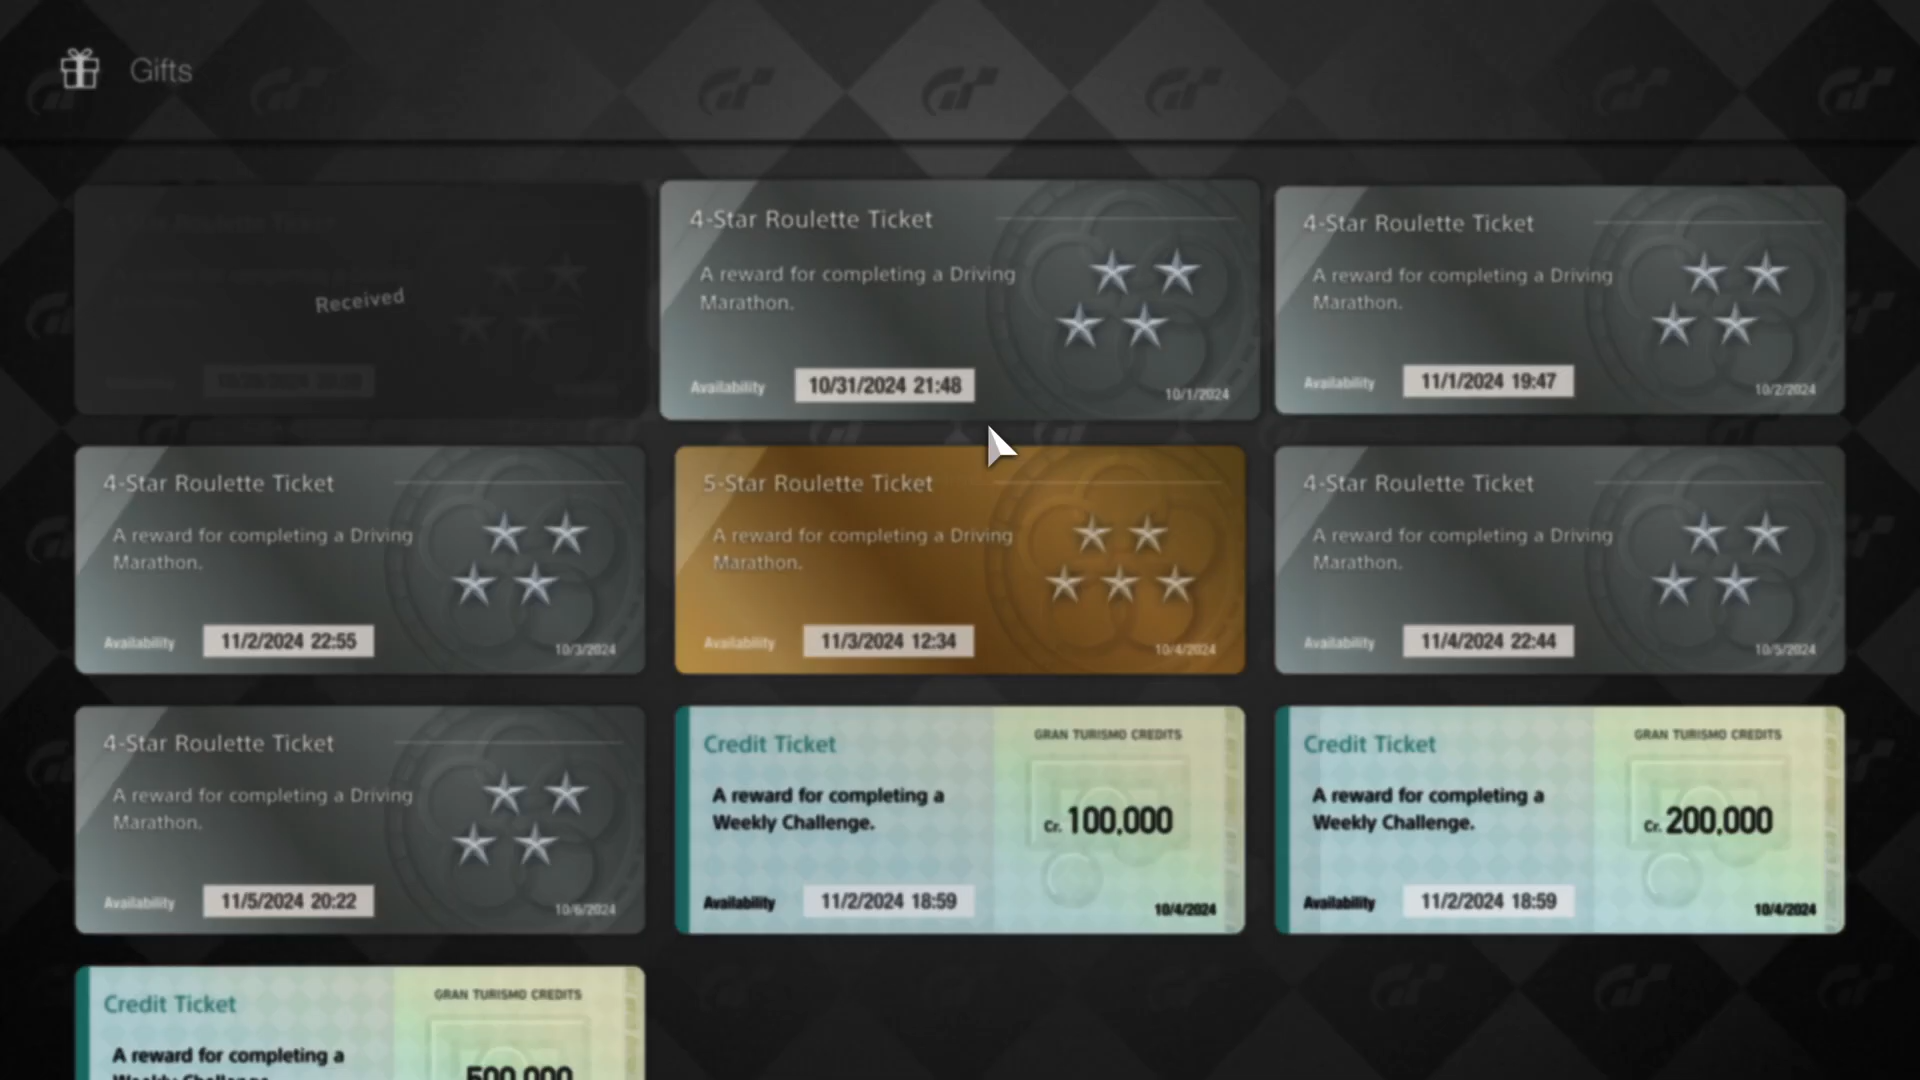 Gifts
4-Star Roulette Ticket
Received
4-Star Roulette Ticket
A reward for completing a Driving
Marathon.
Availability 10/31/2024 21:48 10/1/2024
4-Star Roulette Ticket
A reward for completing a Driving
Marathon.
Availability 11/1/2024 19:47 10/2/2024
4-Star Roulette Ticket
A reward for completing a Driving
Marathon.
Availability 11/2/2024 22:55 10/3/2024
5-Star Roulette Ticket
A reward for completing a Driving
Marathon.
Availability 11/3/2024 12:34 10/4/2024
4-Star Roulette Ticket
A reward for completing a Driving
Marathon.
Availability 11/4/2024 22:44 10/5/2024
4-Star Roulette Ticket
A reward for completing a Driving
Marathon.
Availability 11/5/2024 20:22 10/6/2024
Credit Ticket
GRAN TURISMO CREDITS
A reward for completing a
Weekly Challenge.
Cr. 100,000
Availability 11/2/2024 18:59 10/4/2024
Credit Ticket
GRAN TURISMO CREDITS
A reward for completing a
Weekly Challenge.
Cr. 200,000
Availability 11/2/2024 18:59 10/4/2024
Credit Ticket
GRAN TURISMO CREDITS
A reward for completing a
Weekly Challenge.
500,000